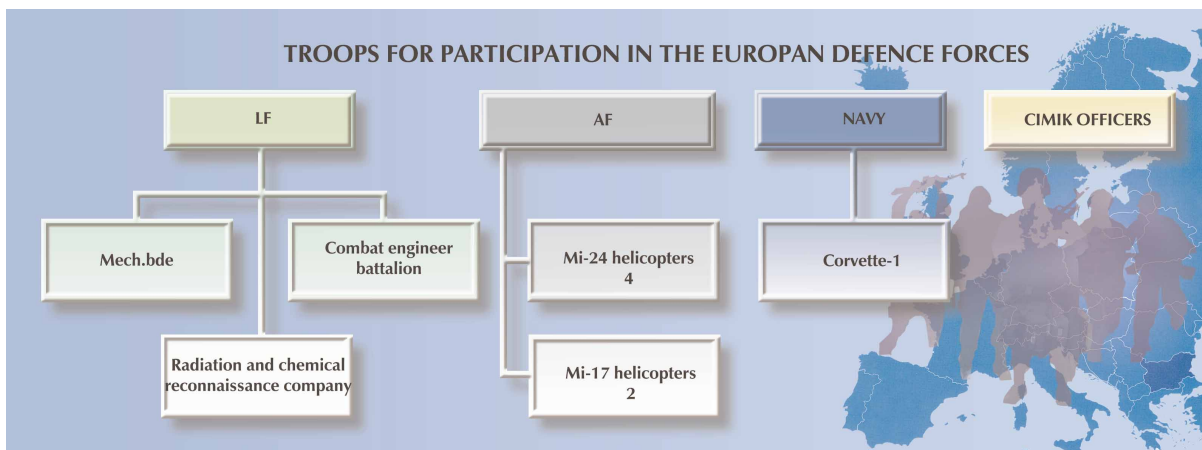 TROOPS FOR PARTICIPATION IN THE EUROPAN DEFENCE FORCES
LF
AF
NAVY
CIMIK OFFICERS
Mech.bde
Combat engineer
battalion
Radiation and chemical
reconnaissance company
Mi-24 helicopters
4
Mi-17 helicopters
2
Corvette-1